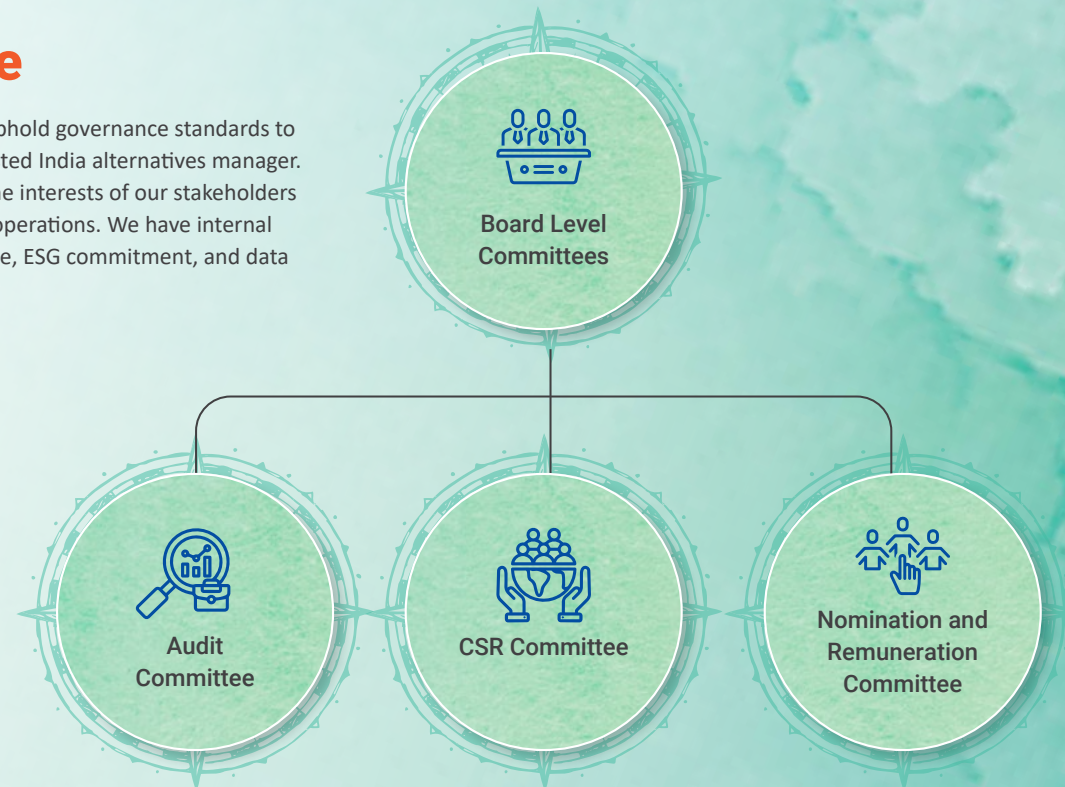 e
phold governance standards to
ted India alternatives manager.
ne interests of our stakeholders
operations. We have internal
e, ESG commitment, and data
Board Level
Committees
Audit
Committee
CSR Committee
Nomination and
Remuneration
Committee